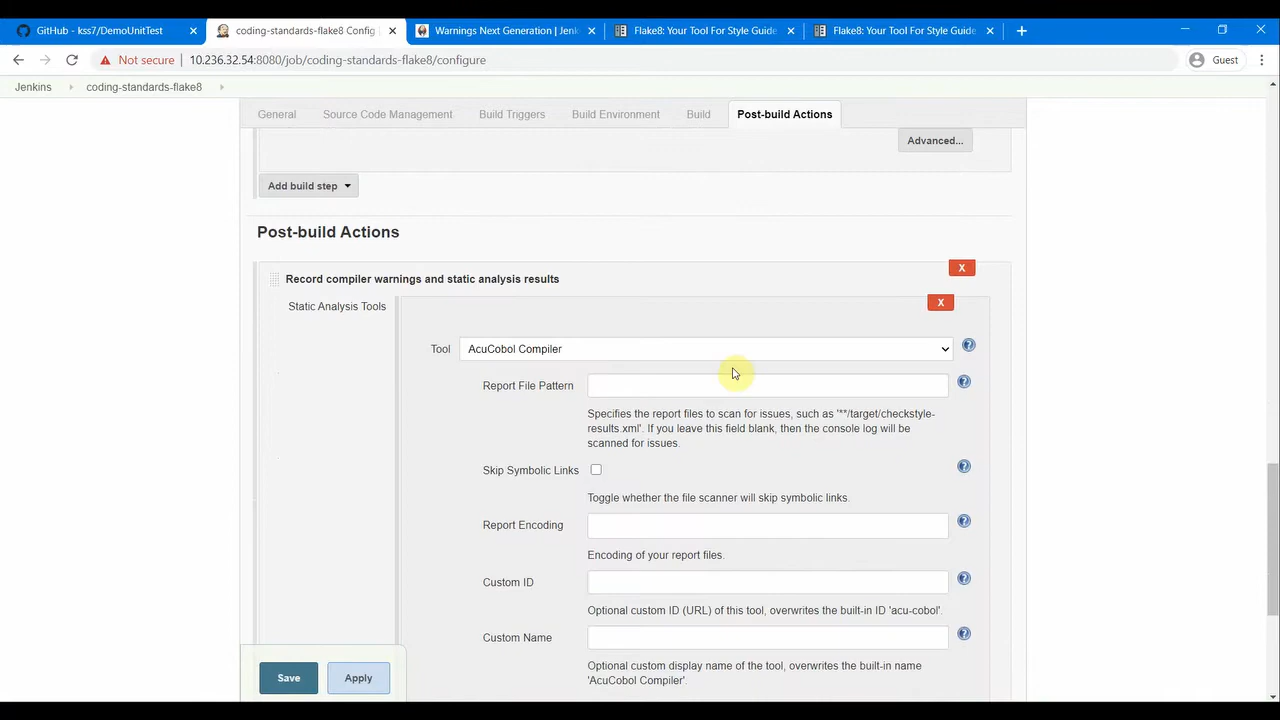 GitHub - kss7/DemoUnitTest
coding-standards-flake8 Config
Warnings Next Generation | Jenk
Flake8: Your Tool For Style Guide
Flake8: Your Tool For Style Guide
Not secure
10.236.32.54:8080/job/coding-standards-flake8/configure
Guest
Jenkins
coding-standards-flake8
General
Source Code Management
Build Triggers
Build Environment
Build
Post-build Actions
Advanced...
Add build step
Post-build Actions
X
Record compiler warnings and static analysis results
Static Analysis Tools
X
Tool
AcuCobol Compiler
Report File Pattern
Specifies the report files to scan for issues, such as '**/target/checkstyle-
results.xml'. If you leave this field blank, then the console log will be
scanned for issues.
Skip Symbolic Links
Toggle whether the file scanner will skip symbolic links.
Report Encoding
Encoding of your report files.
Custom ID
Optional custom ID (URL) of this tool, overwrites the built-in ID 'acu-cobol'.
Custom Name
Optional custom display name of the tool, overwrites the built-in name
'AcuCobol Compiler'.
Save
Apply